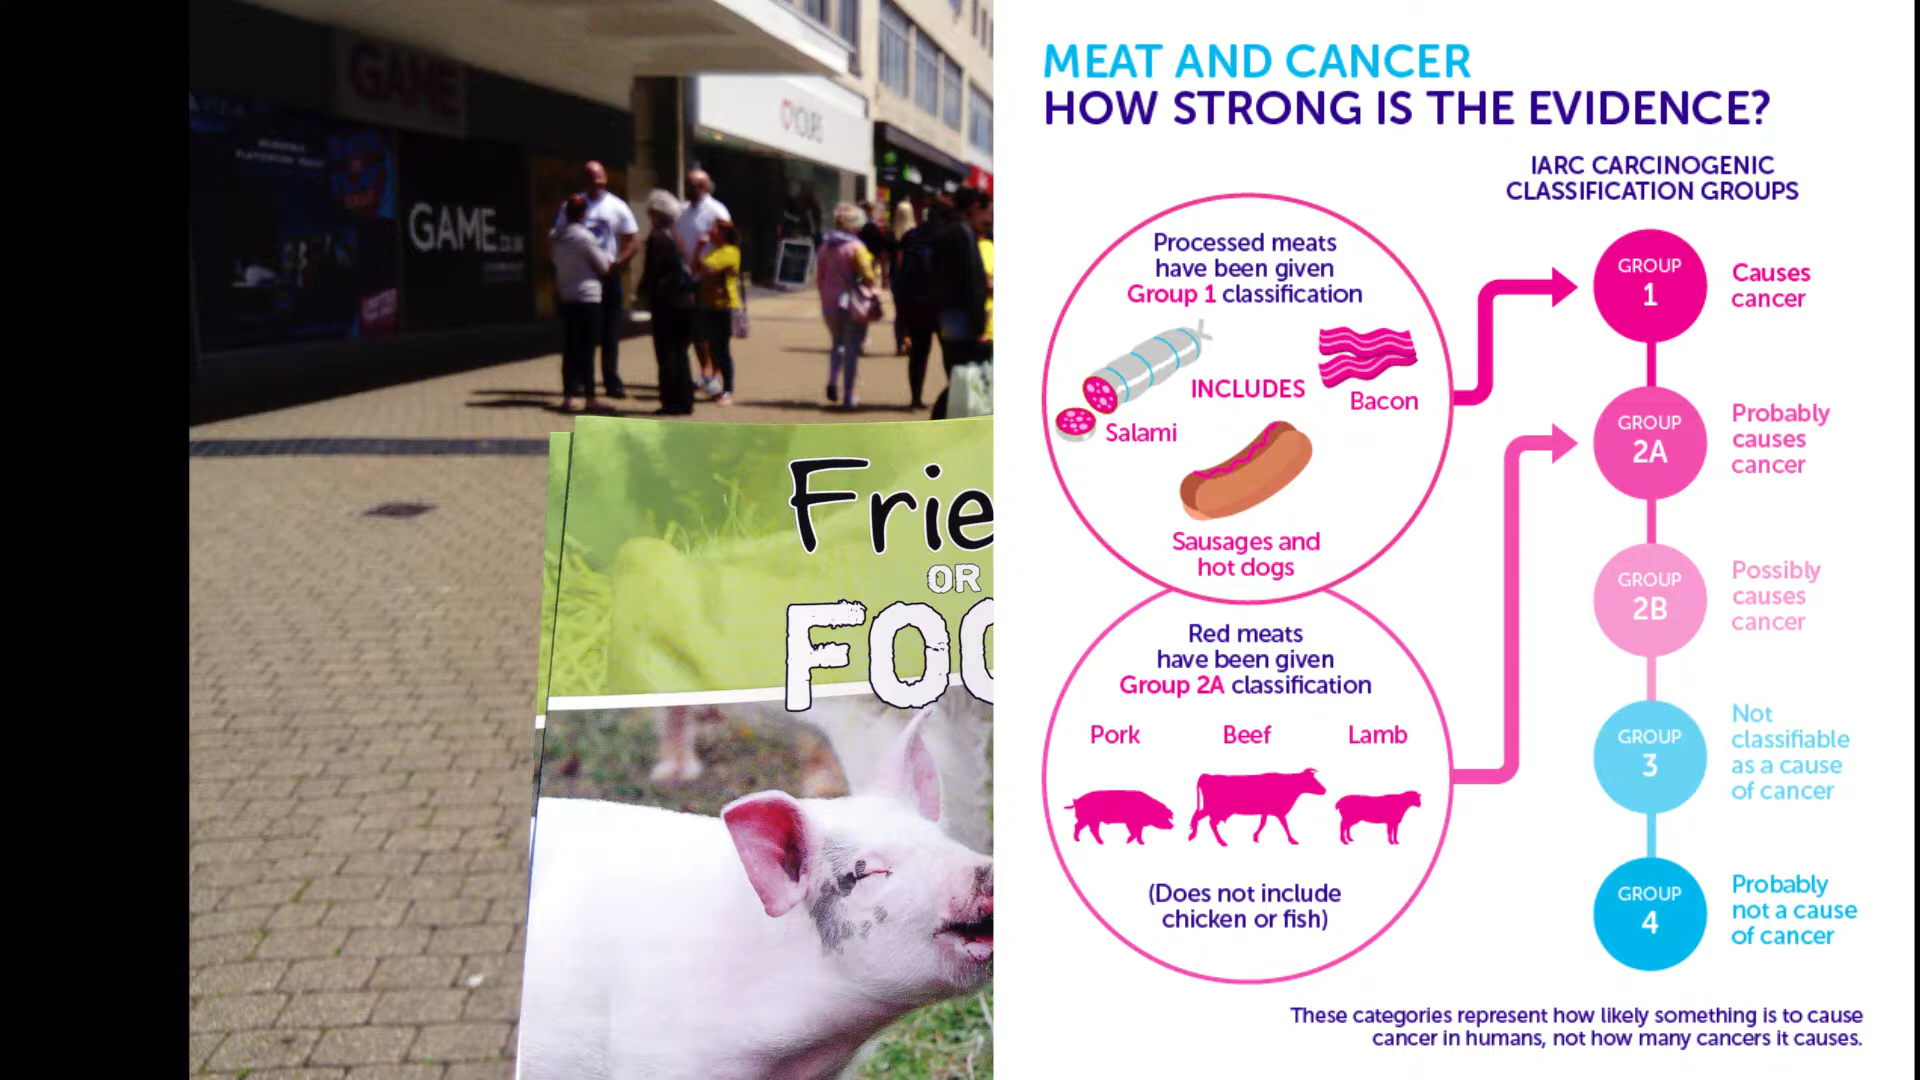 GAME
GAME.co.uk
Frie
OR
FOO
MEAT AND CANCER
HOW STRONG IS THE EVIDENCE?
IARC CARCINOGENIC
CLASSIFICATION GROUPS
Processed meats
have been given
Group 1 classification
INCLUDES
Salami
Bacon
Sausages and
hot dogs
Red meats
have been given
Group 2A classification
Pork
Beef
Lamb
(Does not include
chicken or fish)
GROUP
1
Causes
cancer
GROUP
2A
Probably
causes
cancer
GROUP
2B
Possibly
causes
cancer
GROUP
3
Not
classifiable
as a cause
of cancer
GROUP
4
Probably
not a cause
of cancer
These categories represent how likely something is to cause
cancer in humans, not how many cancers it causes.